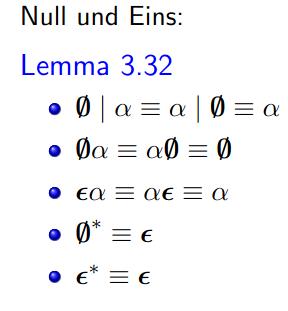 Null und Eins:
Lemma 3.32
∅ | α ≡ α | ∅ ≡ α
∅α ≡ α∅ ≡ ∅
ϵα ≡ αϵ ≡ α
∅* ≡ ϵ
ϵ* ≡ ϵ